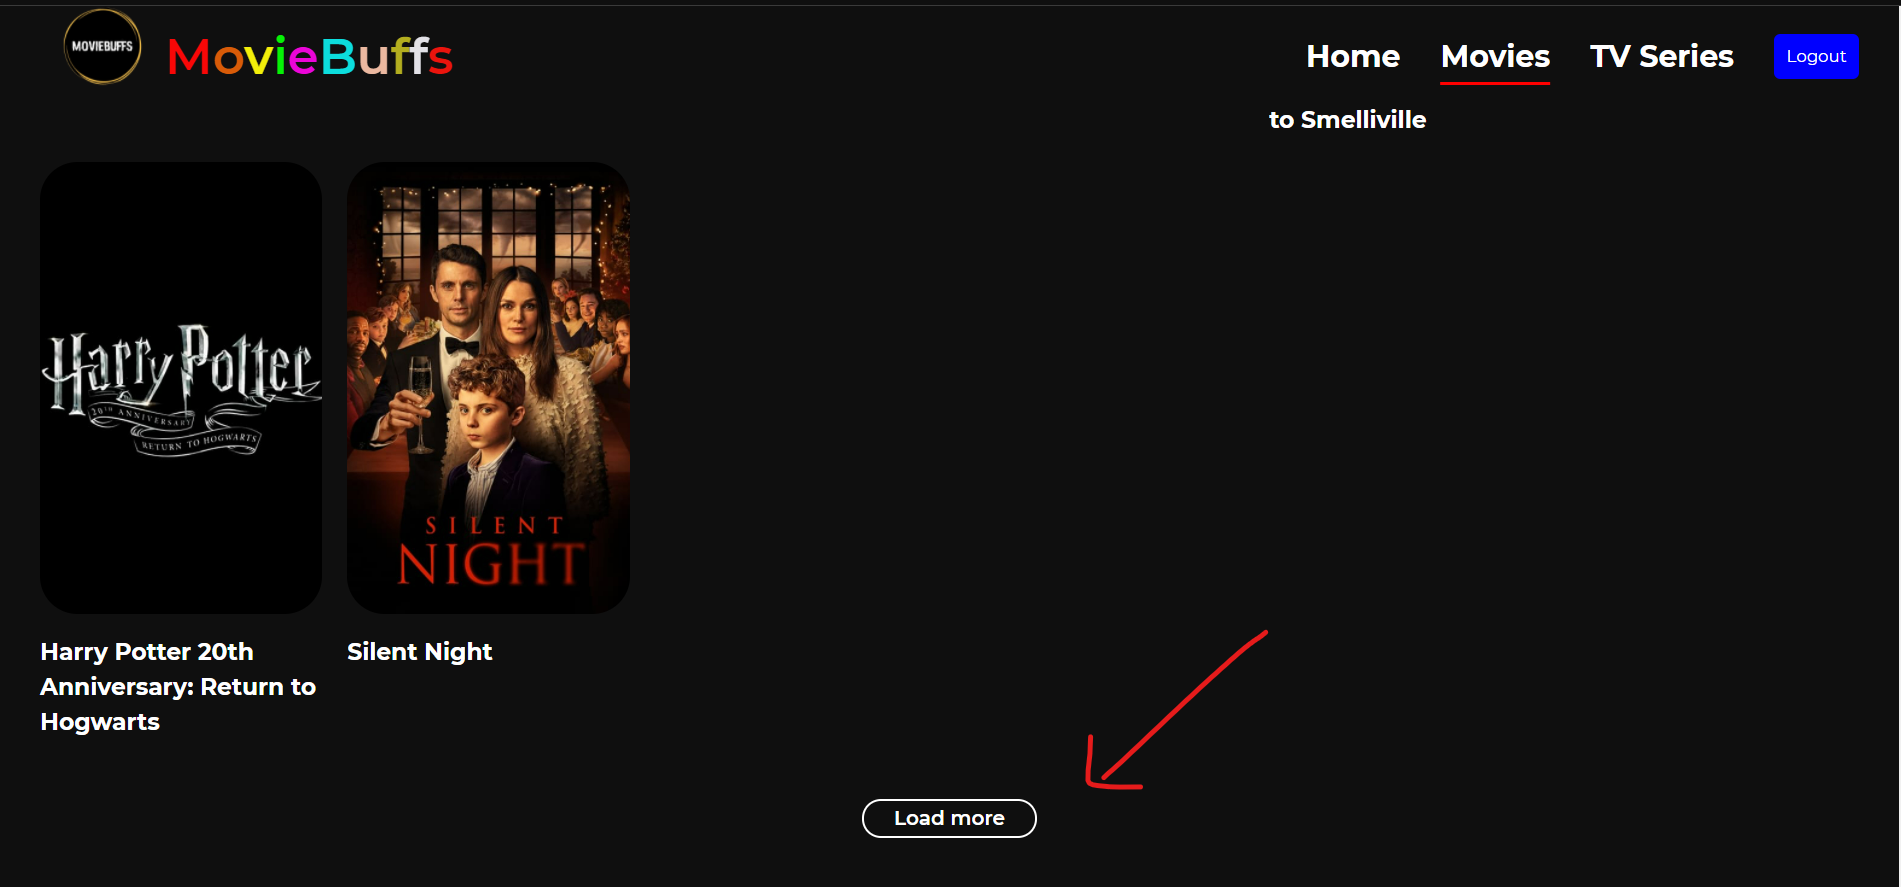 MOVIEBUFFS
MovieBuffs
Home
Movies
TV Series
Logout
to Smelliville
Harry Potter
20TH ANNIVERSARY
RETURN TO HOGWARTS
SILENT
NIGHT
Harry Potter 20th
Anniversary: Return to
Hogwarts
Silent Night
Load more